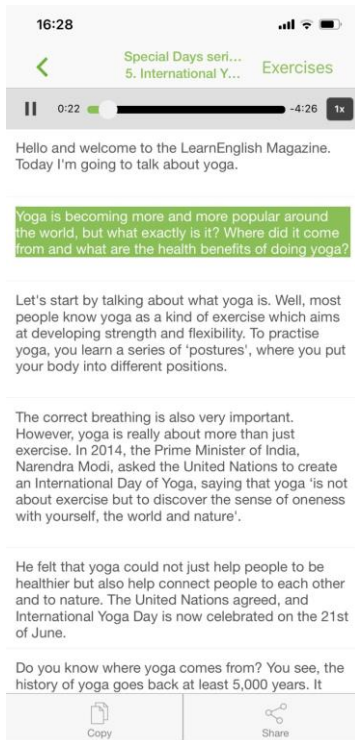 16:28
Special Days seri...
5. International Y...
Exercises
0:22
-4:26
1x
Hello and welcome to the LearnEnglish Magazine.
Today I'm going to talk about yoga.
Yoga is becoming more and more popular around
the world, but what exactly is it? Where did it come
from and what are the health benefits of doing yoga?
Let's start by talking about what yoga is. Well, most
people know yoga as a kind of exercise which aims
at developing strength and flexibility. To practise
yoga, you learn a series of ‘postures’, where you put
your body into different positions.
The correct breathing is also very important.
However, yoga is really about more than just
exercise. In 2014, the Prime Minister of India,
Narendra Modi, asked the United Nations to create
an International Day of Yoga, saying that yoga ‘is not
about exercise but to discover the sense of oneness
with yourself, the world and nature’.
He felt that yoga could not just help people to be
healthier but also help connect people to each other
and to nature. The United Nations agreed, and
International Yoga Day is now celebrated on the 21st
of June.
Do you know where yoga comes from? You see, the
history of yoga goes back at least 5,000 years. It
Copy
Share